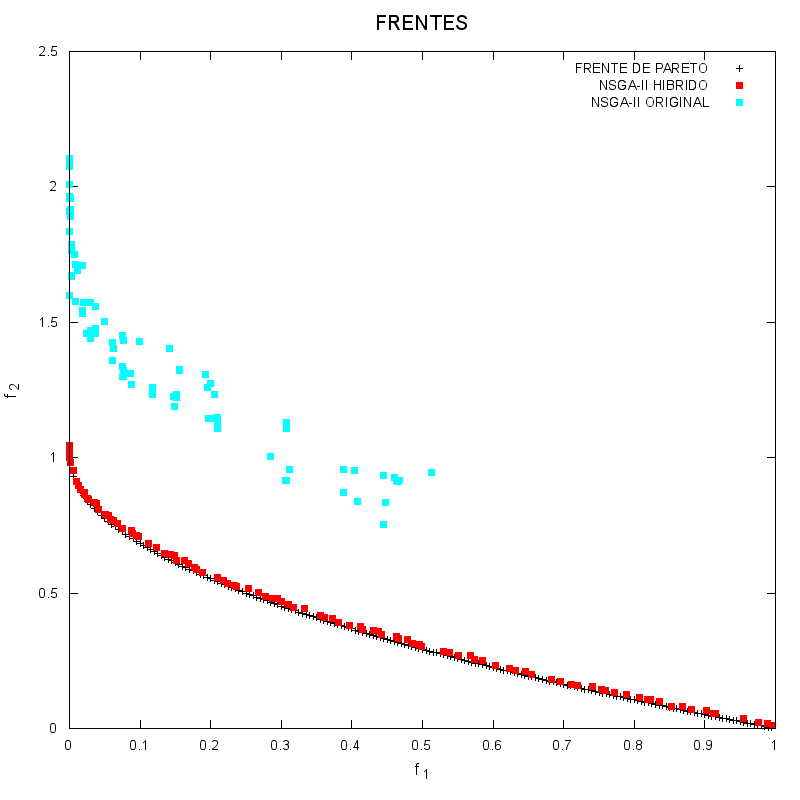 FRENTES
FRENTE DE PARETO
NSGA-II HIBRIDO
NSGA-II ORIGINAL
2.5
2
1.5
1
0.5
0
f 2
0 0.1 0.2 0.3 0.4 0.5 0.6 0.7 0.8 0.9 1
f 1